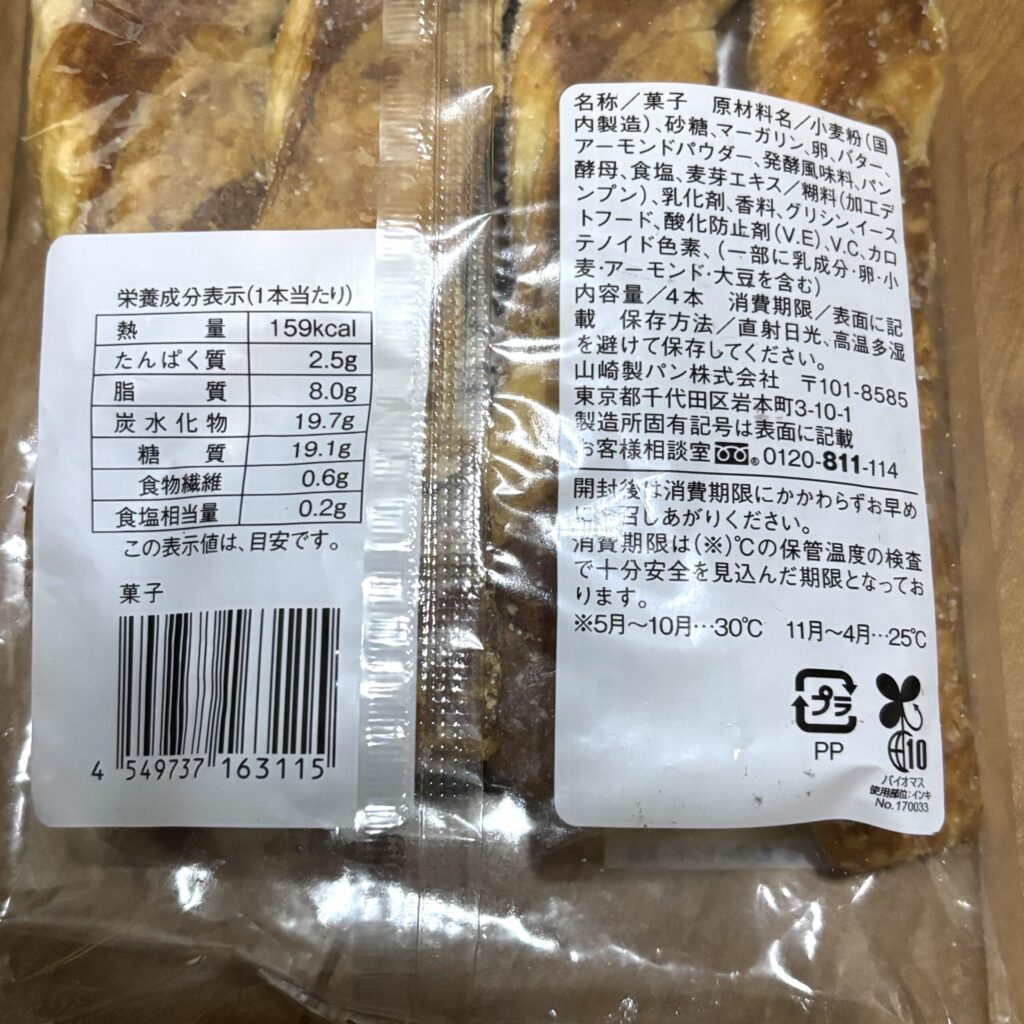 栄養成分表示(1本当たり)
熱量 159kcal
たんぱく質 2.5g
脂質 8.0g
炭水化物 19.7g
糖質 19.1g
食物繊維 0.6g
食塩相当量 0.2g
この表示値は、目安です。
菓子
4 549737 163115
名称/菓子 原材料名/小麦粉(国
内製造)、砂糖、マーガリン、卵、バター、
アーモンドパウダー、発酵風味料、パン
酵母、食塩、麦芽エキス/糊料(加工デ
ンプン)、乳化剤、香料、グリシン、イース
トフード、酸化防止剤(V.E)、V.C、カロ
テノイド色素、(一部に乳成分・卵・小
麦・アーモンド・大豆を含む)
内容量/4本 消費期限/表面に記
載 保存方法/直射日光、高温多湿
を避けて保存してください。
山崎製パン株式会社 〒101-8585
東京都千代田区岩本町3-10-1
製造所固有記号は表面に記載
お客様相談室 0120-811-114
開封後は消費期限にかかわらずお早め
に召しあがりください。
消費期限は(※)℃の保管温度の検査
で十分安全を見込んだ期限となってお
ります。
※5月〜10月…30℃ 11月〜4月…25℃
プラ
PP
10
バイオマス
使用部位:インキ
No.170033